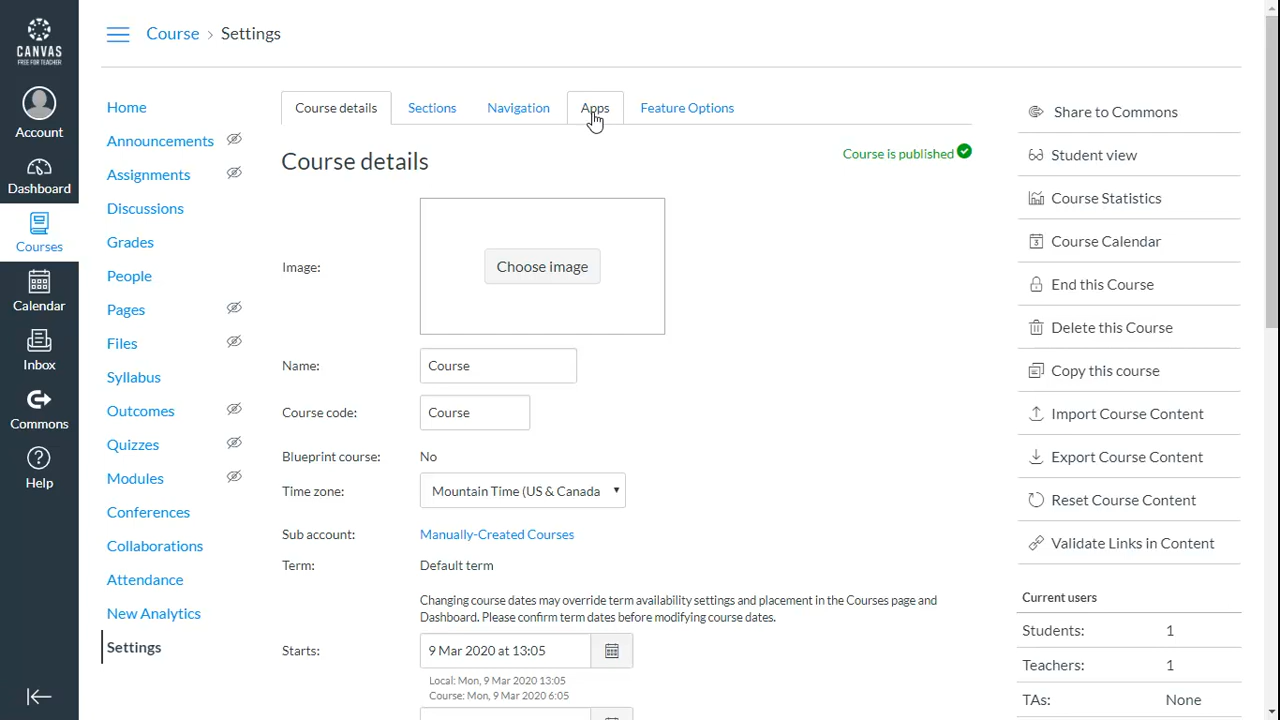 CANVAS
FREE FOR TEACHER
Account
Dashboard
Courses
Calendar
Inbox
Commons
Help
Course › Settings
Home
Announcements
Assignments
Discussions
Grades
People
Pages
Files
Syllabus
Outcomes
Quizzes
Modules
Conferences
Collaborations
Attendance
New Analytics
Settings
Course details Sections Navigation Apps Feature Options
Course details
Course is published
Image:
Choose image
Name: Course
Course code: Course
Blueprint course: No
Time zone: Mountain Time (US & Canada
Sub account: Manually-Created Courses
Term: Default term
Changing course dates may override term availability settings and placement in the Courses page and
Dashboard. Please confirm term dates before modifying course dates.
Starts: 9 Mar 2020 at 13:05
Local: Mon, 9 Mar 2020 13:05
Course: Mon, 9 Mar 2020 6:05
Share to Commons
Student view
Course Statistics
Course Calendar
End this Course
Delete this Course
Copy this course
Import Course Content
Export Course Content
Reset Course Content
Validate Links in Content
Current users
Students: 1
Teachers: 1
TAs: None